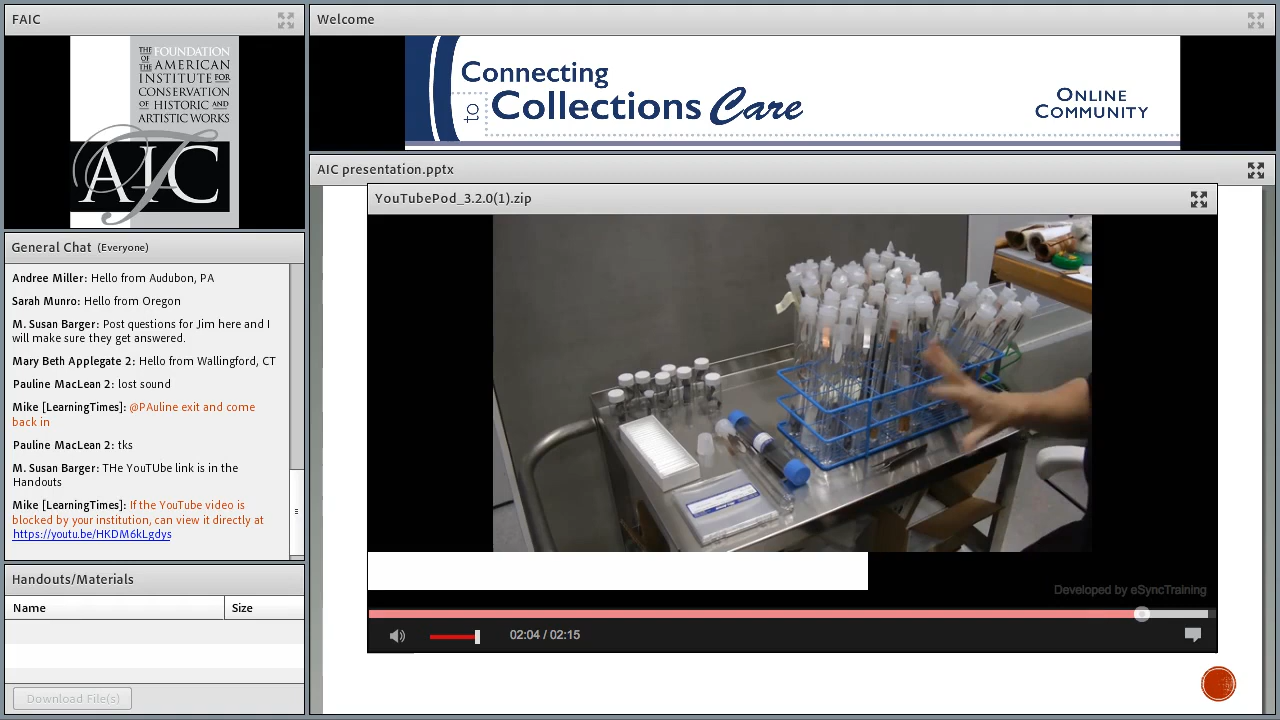 FAIC
THE FOUNDATION
OF THE AMERICAN
INSTITUTE FOR
CONSERVATION
OF HISTORIC AND
ARTISTIC WORKS
AIC
Welcome
Connecting
to Collections Care
ONLINE
COMMUNITY
General Chat (Everyone)
Andree Miller: Hello from Audubon, PA
Sarah Munro: Hello from Oregon
M. Susan Barger: Post questions for Jim here and I
will make sure they get answered.
Mary Beth Applegate 2: Hello from Wallingford, CT
Pauline MacLean 2: lost sound
Mike [LearningTimes]: @PAuline exit and come
back in
Pauline MacLean 2: tks
M. Susan Barger: THe YouTUbe link is in the
Handouts
Mike [LearningTimes]: If the YouTube video is
blocked by your institution, can view it directly at
https://youtu.be/HKDM6kLgdys
Handouts/Materials
Name Size
Download File(s)
AIC presentation.pptx
YouTubePod_3.2.0(1).zip
Developed by eSyncTraining
02:04 / 02:15